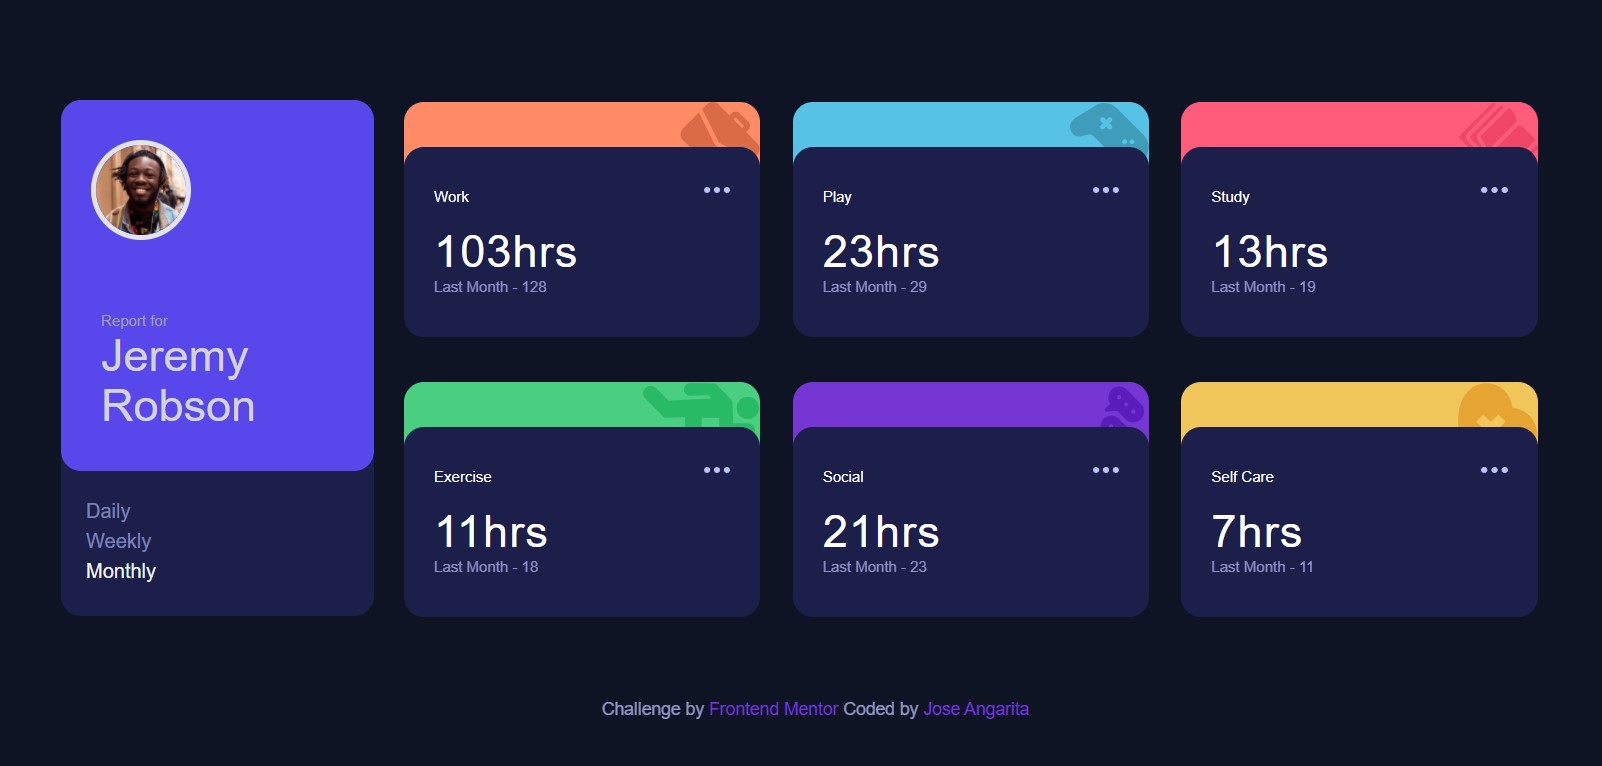 Report for
Jeremy
Robson
Daily
Weekly
Monthly
Work
103hrs
Last Month - 128
Play
23hrs
Last Month - 29
Study
13hrs
Last Month - 19
Exercise
11hrs
Last Month - 18
Social
21hrs
Last Month - 23
Self Care
7hrs
Last Month - 11
Challenge by Frontend Mentor Coded by Jose Angarita